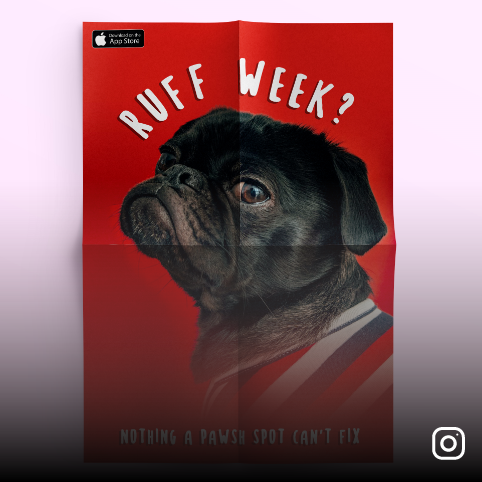 Download on the
App Store
RUFF WEEK?
NOTHING A PAWSH SPOT CAN'T FIX